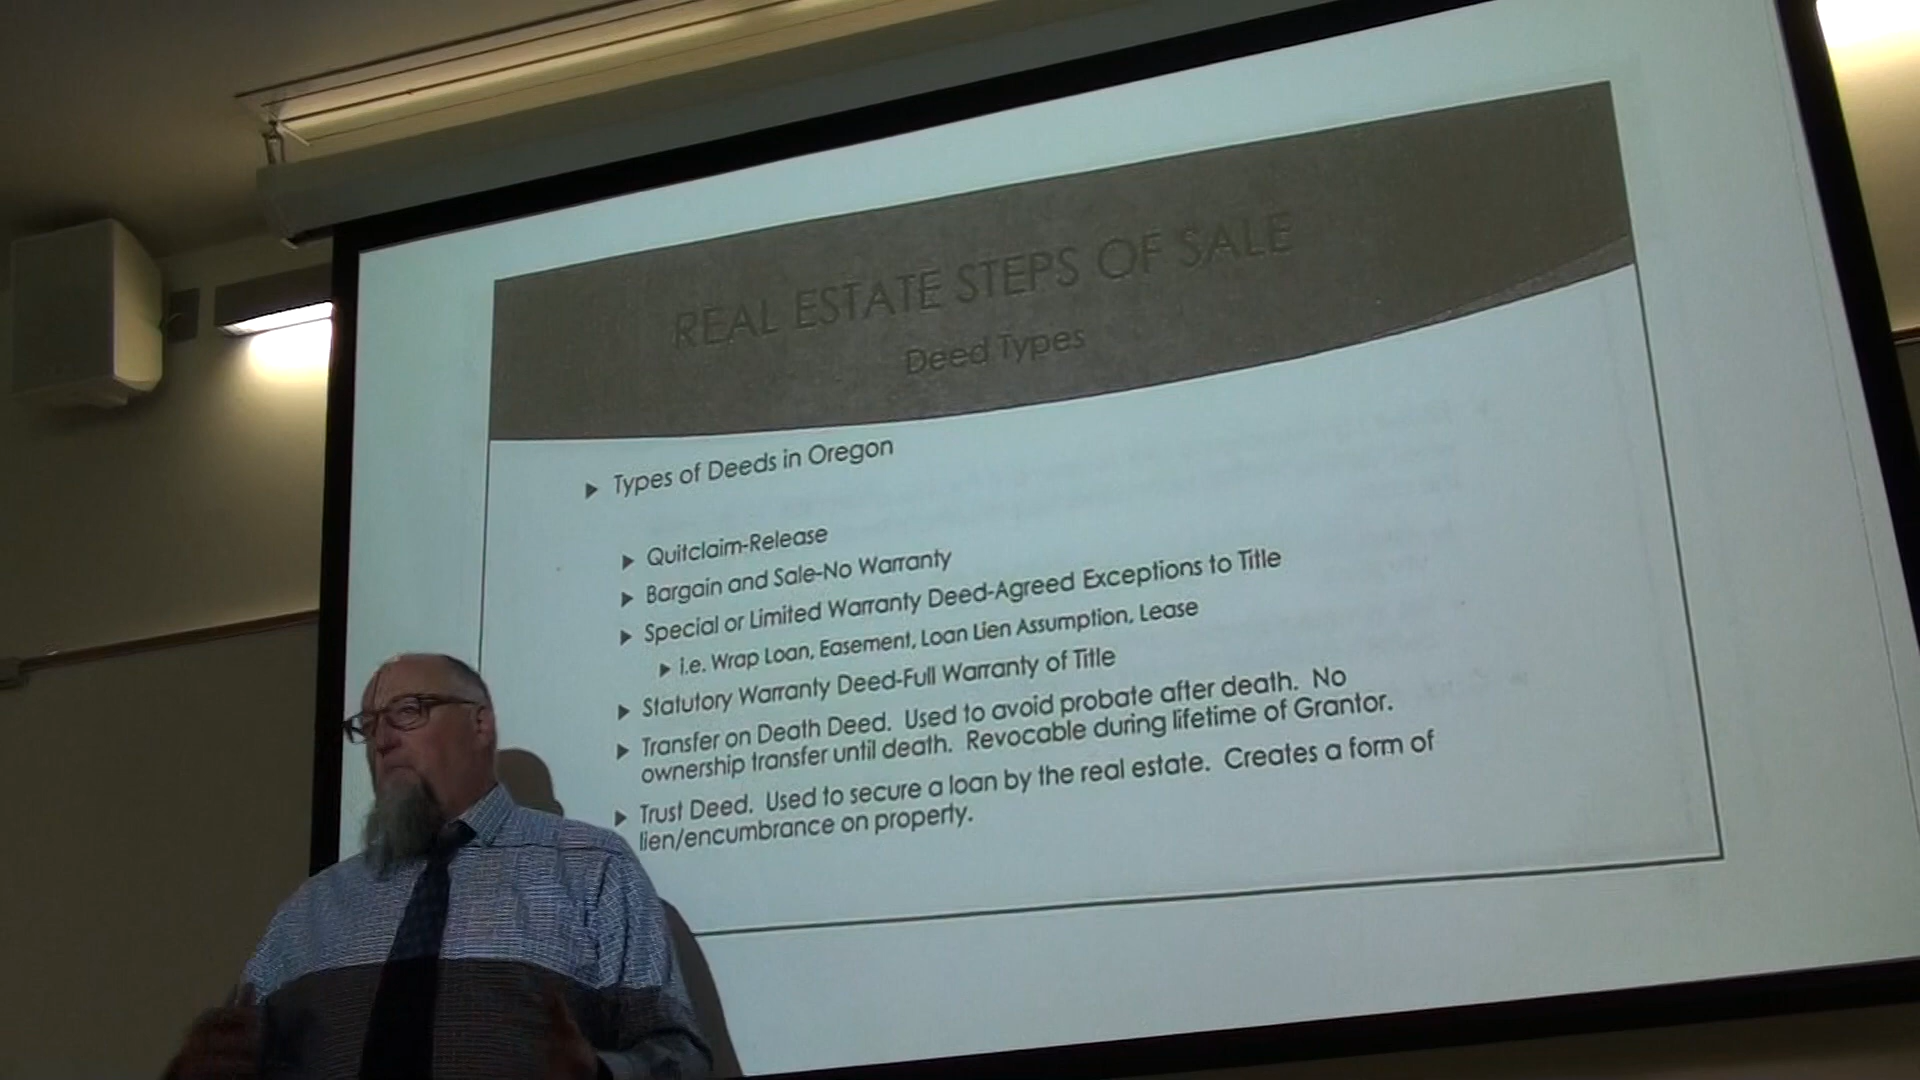 REAL ESTATE STEPS OF SALE
Deed Types
▶ Types of Deeds in Oregon
▶ Quitclaim-Release
▶ Bargain and Sale-No Warranty
▶ Special or Limited Warranty Deed-Agreed Exceptions to Title
▶ i.e. Wrap Loan, Easement, Loan Lien Assumption, Lease
▶ Statutory Warranty Deed-Full Warranty of Title
▶ Transfer on Death Deed. Used to avoid probate after death. No
ownership transfer until death. Revocable during lifetime of Grantor.
▶ Trust Deed. Used to secure a loan by the real estate. Creates a form of
lien/encumbrance on property.